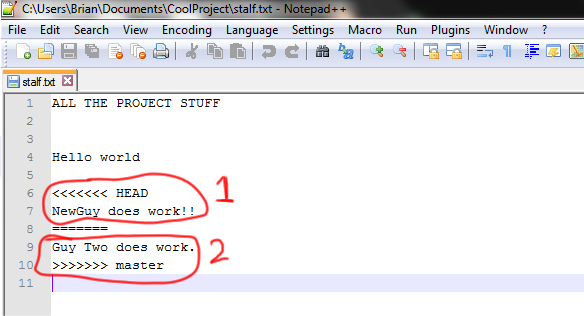 C:\Users\Brian\Documents\CoolProject\stalf.txt - Notepad++
File Edit Search View Encoding Language Settings Macro Run Plugins Window ?
stalf.txt
1 ALL THE PROJECT STUFF
2
3
4 Hello world
5
6 <<<<<<< HEAD
7 NewGuy does work!!
8 =======
9 Guy Two does work.
10 >>>>>>> master
11
1
2